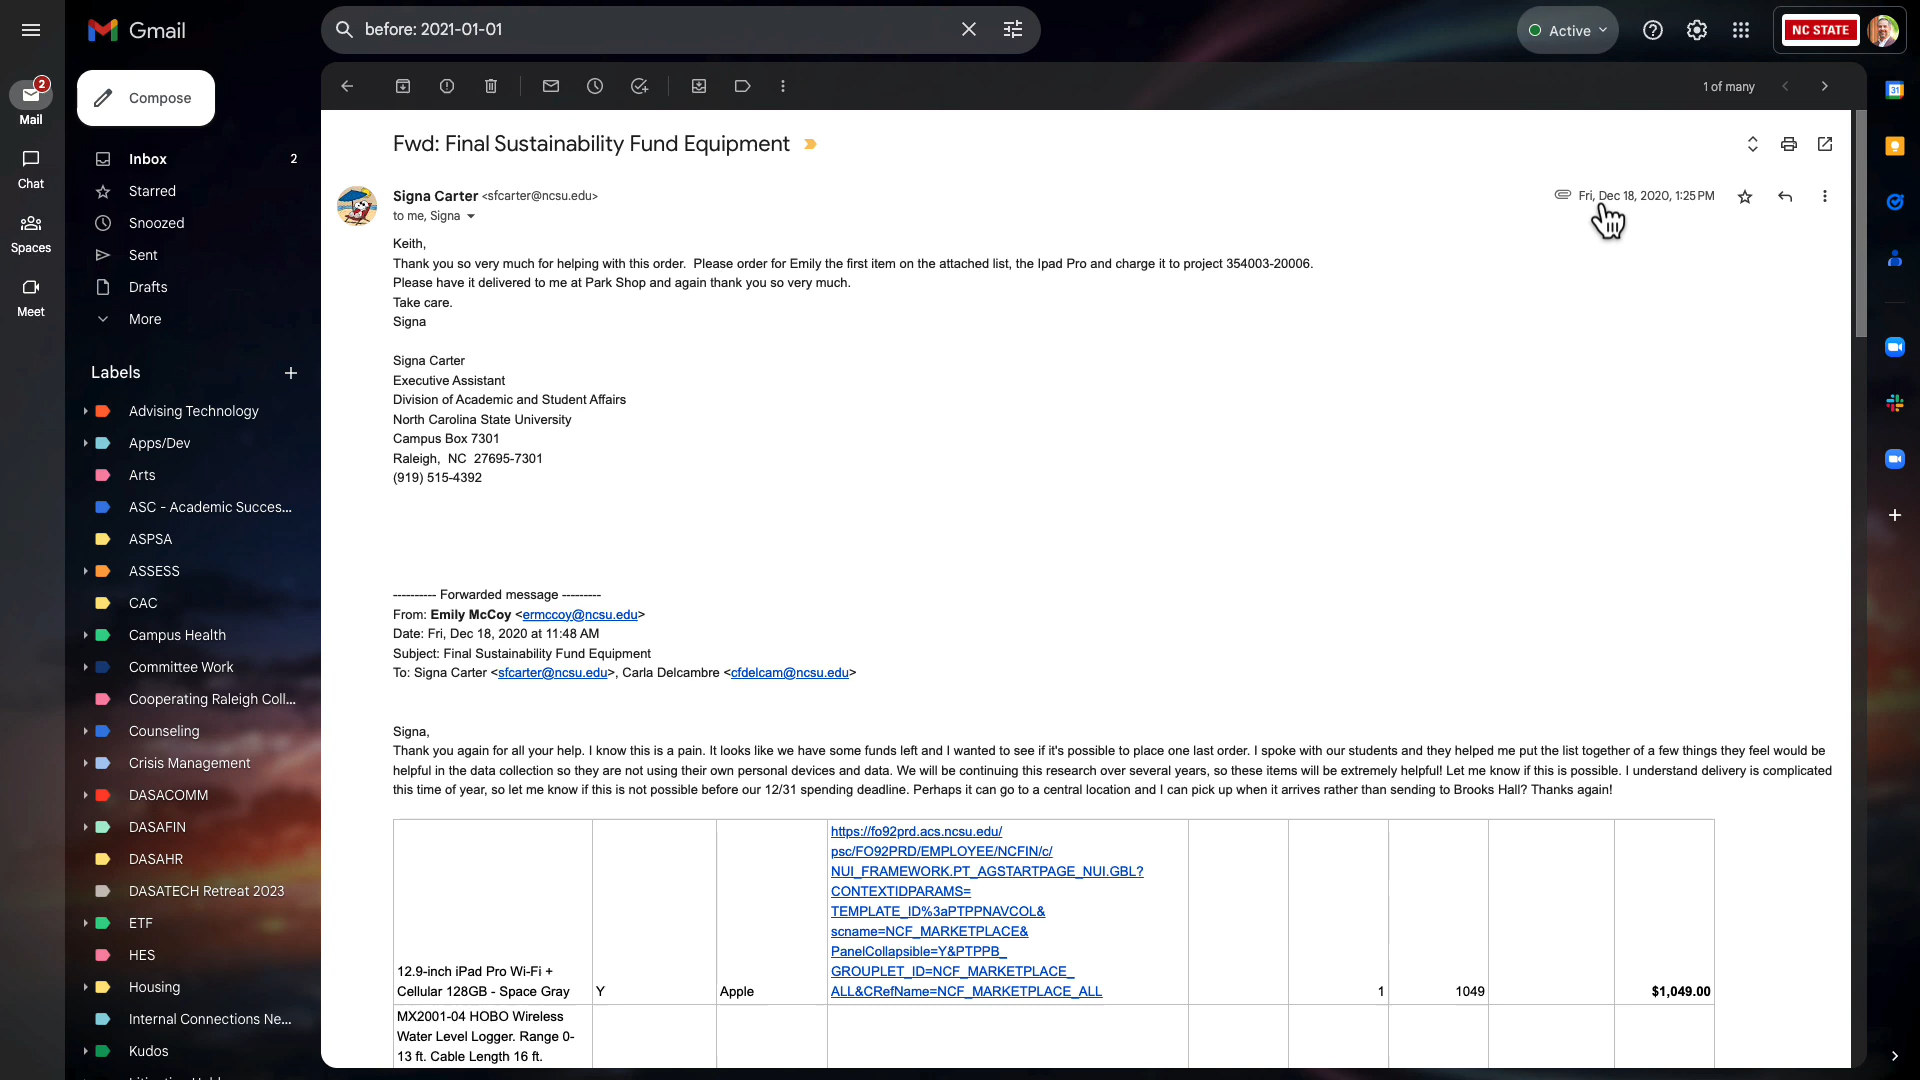 Gmail
before: 2021-01-01
Active
NC STATE
2
Mail
Chat
Spaces
Meet
Compose
Inbox 2
Starred
Snoozed
Sent
Drafts
More
Labels
Advising Technology
Apps/Dev
Arts
ASC - Academic Succes...
ASPSA
ASSESS
CAC
Campus Health
Committee Work
Cooperating Raleigh Coll...
Counseling
Crisis Management
DASACOMM
DASAFIN
DASAHR
DASATECH Retreat 2023
ETF
HES
Housing
Internal Connections Ne...
Kudos
1 of many
Fwd: Final Sustainability Fund Equipment
Signa Carter <sfcarter@ncsu.edu>
Fri, Dec 18, 2020, 1:25 PM
to me, Signa
Keith,
Thank you so very much for helping with this order.  Please order for Emily the first item on the attached list, the Ipad Pro and charge it to project 354003-20006.
Please have it delivered to me at Park Shop and again thank you so very much.
Take care.
Signa
Signa Carter
Executive Assistant
Division of Academic and Student Affairs
North Carolina State University
Campus Box 7301
Raleigh,  NC  27695-7301
(919) 515-4392
---------- Forwarded message ---------
From: Emily McCoy <ermccoy@ncsu.edu>
Date: Fri, Dec 18, 2020 at 11:48 AM
Subject: Final Sustainability Fund Equipment
To: Signa Carter <sfcarter@ncsu.edu>, Carla Delcambre <cfdelcam@ncsu.edu>
Signa,
Thank you again for all your help. I know this is a pain. It looks like we have some funds left and I wanted to see if it's possible to place one last order. I spoke with our students and they helped me put the list together of a few things they feel would be
helpful in the data collection so they are not using their own personal devices and data. We will be continuing this research over several years, so these items will be extremely helpful! Let me know if this is possible. I understand delivery is complicated
this time of year, so let me know if this is not possible before our 12/31 spending deadline. Perhaps it can go to a central location and I can pick up when it arrives rather than sending to Brooks Hall? Thanks again!
https://fo92prd.acs.ncsu.edu/
psc/FO92PRD/EMPLOYEE/NCFIN/c/
NUI_FRAMEWORK.PT_AGSTARTPAGE_NUI.GBL?
CONTEXTIDPARAMS=
TEMPLATE_ID%3aPTPPNAVCOL&
scname=NCF_MARKETPLACE&
PanelCollapsible=Y&PTPPB_
GROUPLET_ID=NCF_MARKETPLACE_
ALL&CRefName=NCF_MARKETPLACE_ALL
12.9-inch iPad Pro Wi-Fi +
Cellular 128GB - Space Gray Y Apple 1 1049 $1,049.00
MX2001-04 HOBO Wireless
Water Level Logger. Range 0-
13 ft. Cable Length 16 ft.
31